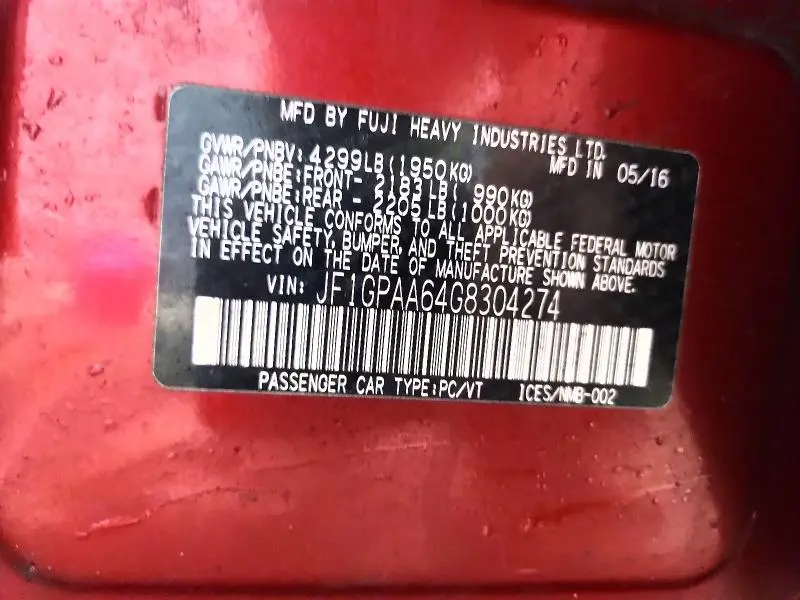 MFD BY FUJI HEAVY INDUSTRIES LTD.
GVWR/PNBV: 4299LB(1950KG) MFD IN 05/16
GAWR/PNBE:FRONT- 2183LB( 990KG)
GAWR/PNBE:REAR - 2205LB(1000KG)
THIS VEHICLE CONFORMS TO ALL APPLICABLE FEDERAL MOTOR
VEHICLE SAFETY, BUMPER, AND THEFT PREVENTION STANDARDS
IN EFFECT ON THE DATE OF MANUFACTURE SHOWN ABOVE.
VIN: JF1GPAA64G8304274
PASSENGER CAR TYPE:PC/VT ICES/NMB-002